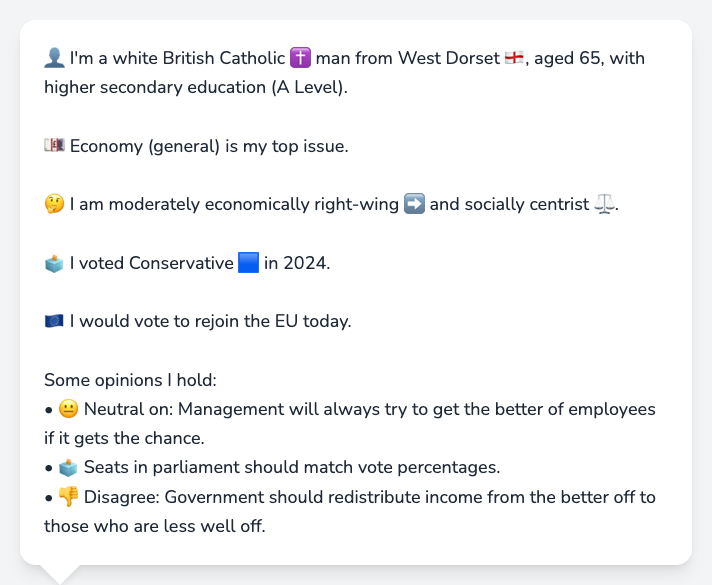 👤 I'm a white British Catholic ✝️ man from West Dorset 🏴󠁧󠁢󠁥󠁮󠁧󠁿, aged 65, with
higher secondary education (A Level).
💷 Economy (general) is my top issue.
🤔 I am moderately economically right-wing ➡️ and socially centrist ⚖️.
🗳️ I voted Conservative 🟦 in 2024.
🇪🇺 I would vote to rejoin the EU today.
Some opinions I hold:
• 😐 Neutral on: Management will always try to get the better of employees
if it gets the chance.
• 🗳️ Seats in parliament should match vote percentages.
• 👎 Disagree: Government should redistribute income from the better off to
those who are less well off.